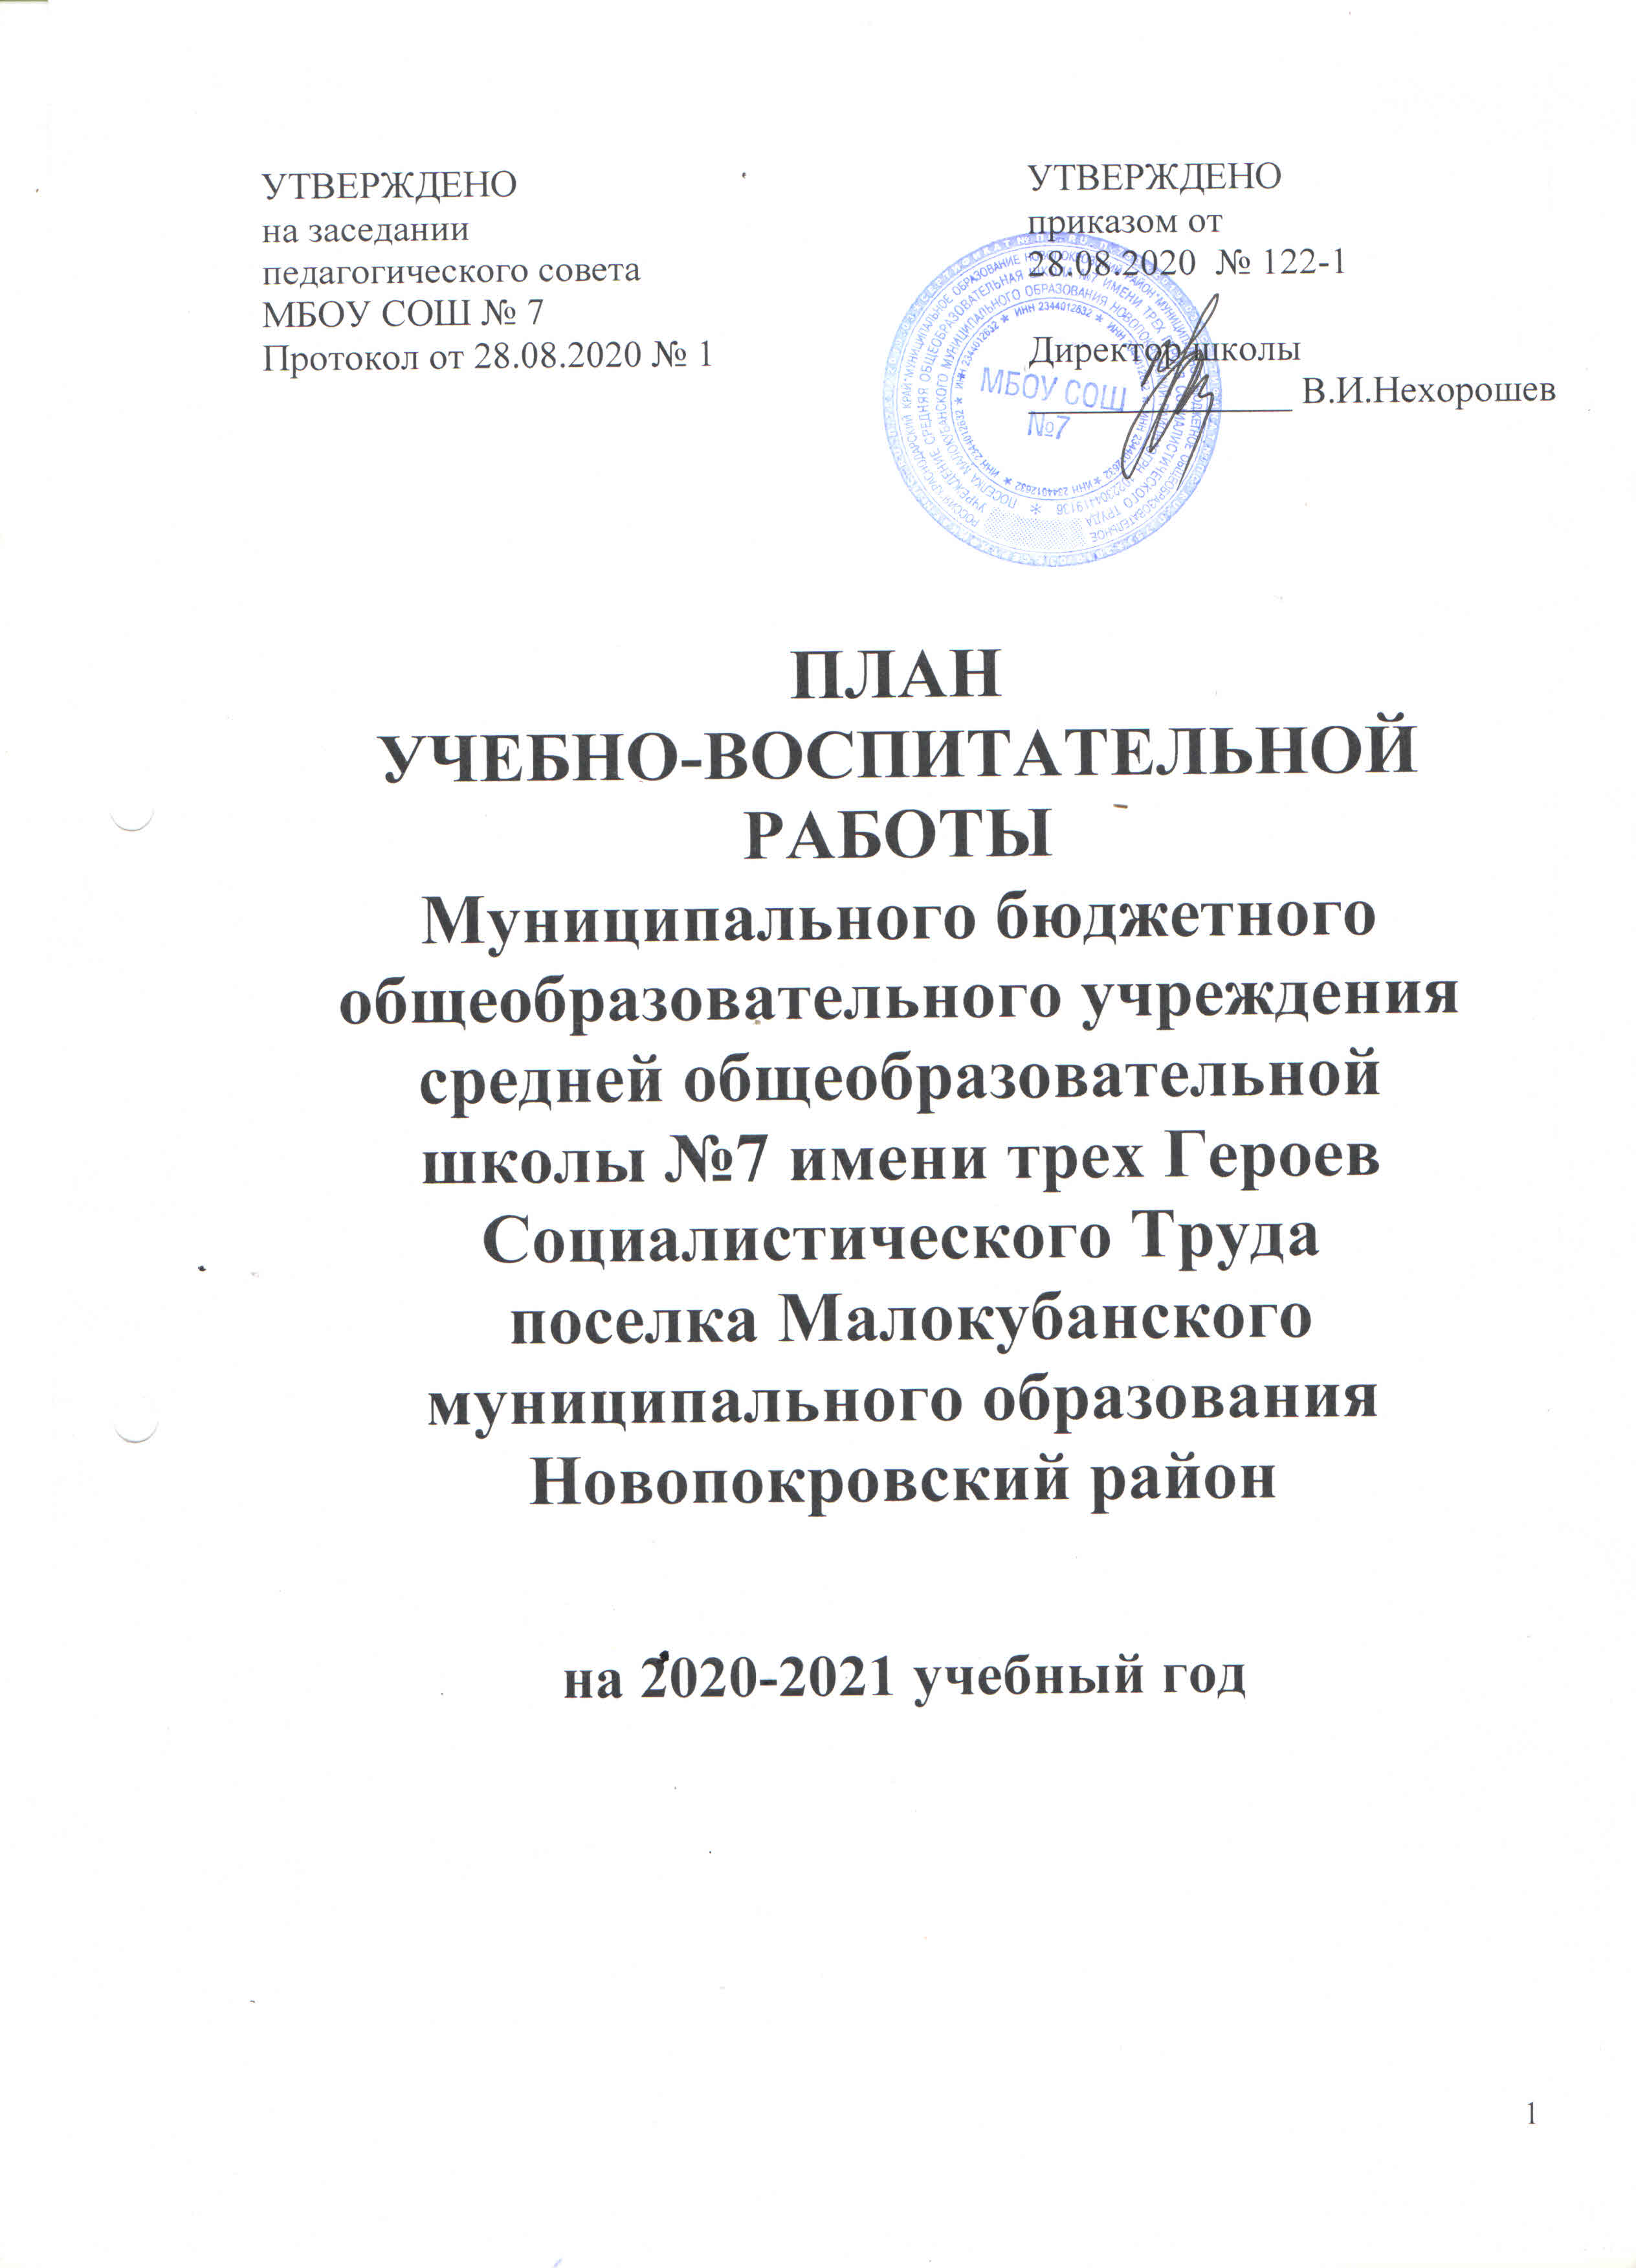 УТВЕРЖДЕНО
на заседании
педагогического совета
МБОУ СОШ № 7
Протокол от 28.08.2020 № 1
УТВЕРЖДЕНО
приказом от
28.08.2020 № 122-1
Директор школы
В.И.Нехорошев
МБОУ СОШ
№7
ИНН 2344012632
ПЛАН
УЧЕБНО-ВОСПИТАТЕЛЬНОЙ
РАБОТЫ
Муниципального бюджетного
общеобразовательного учреждения
средней общеобразовательной
школы №7 имени трех Героев
Социалистического Труда
поселка Малокубанского
муниципального образования
Новопокровский район
на 2020-2021 учебный год
1